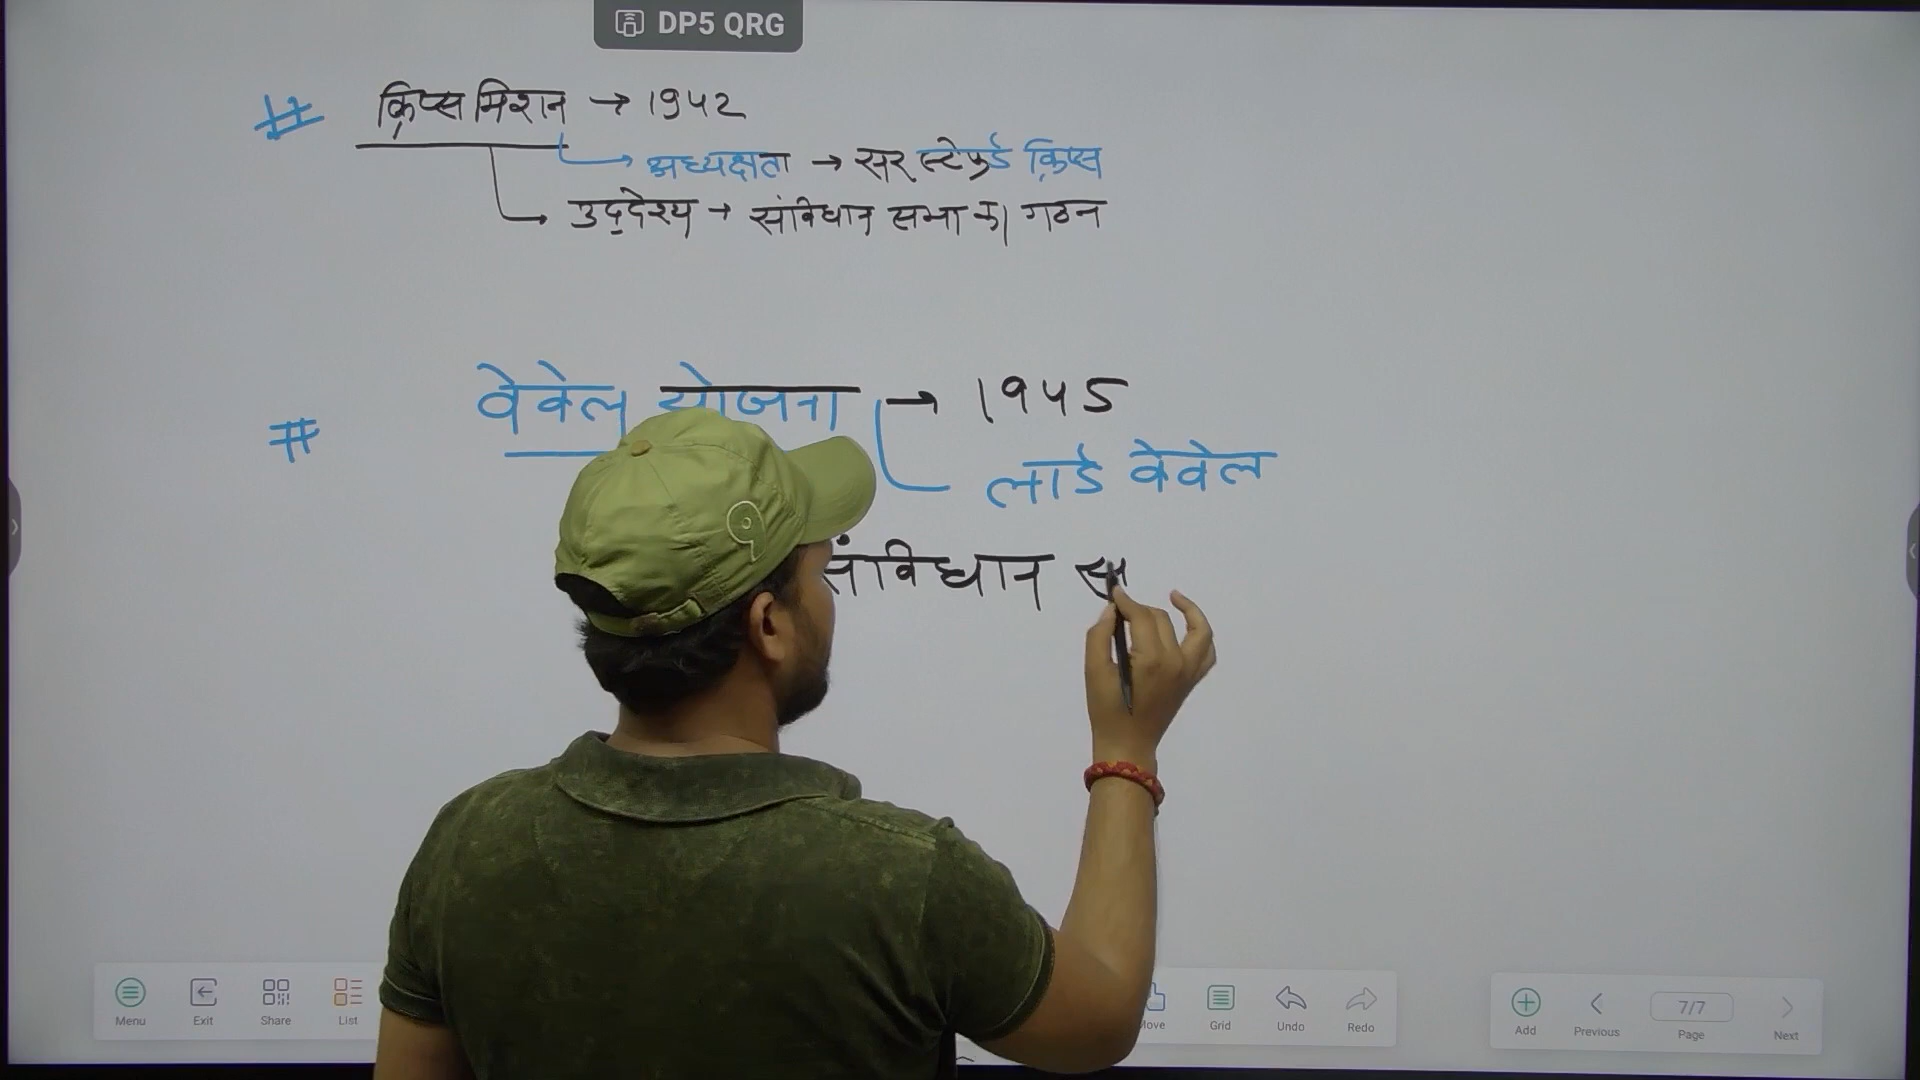 DP5 QRG
# क्रिप्स मिशन → 1942
अध्यक्षता → सर स्टेफर्ड क्रिप्स
उद्देश्य → संविधान सभा का गठन
# वेवेल योजना → 1945
लार्ड वेवेल
संविधान स
Menu Exit Share List Move Grid Undo Redo Add Previous 7/7 Page Next